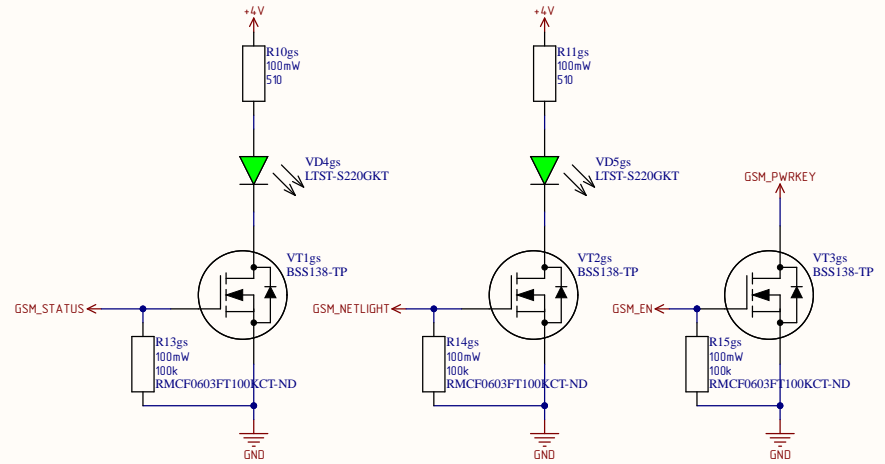 +4V
R10gs
100mW
510
VD4gs
LTST-S220GKT
VT1gs
BSS138-TP
GSM_STATUS
R13gs
100mW
100k
RMCF0603FT100KCT-ND
GND
+4V
R11gs
100mW
510
VD5gs
LTST-S220GKT
VT2gs
BSS138-TP
GSM_NETLIGHT
R14gs
100mW
100k
RMCF0603FT100KCT-ND
GND
GSM_PWRKEY
VT3gs
BSS138-TP
GSM_EN
R15gs
100mW
100k
RMCF0603FT100KCT-ND
GND